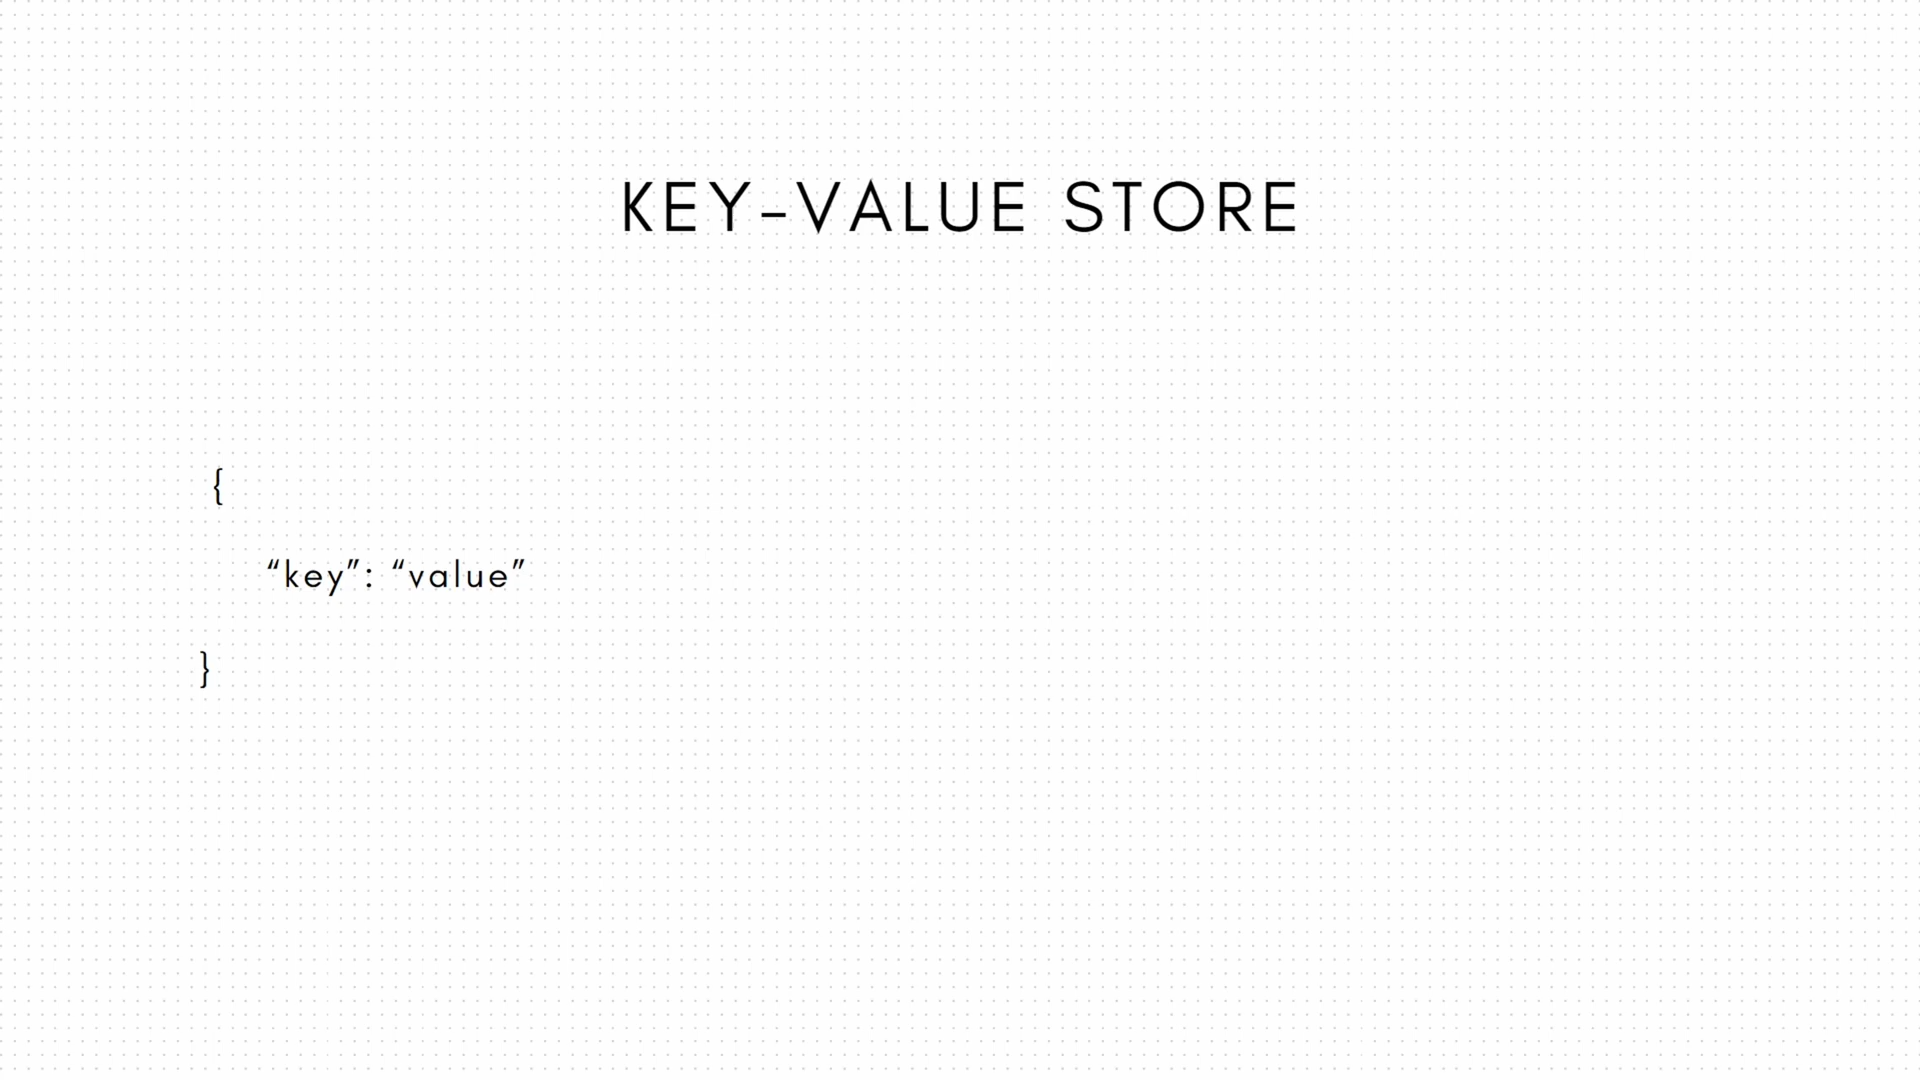 KEY-VALUE STORE
{
“key”: “value”
}